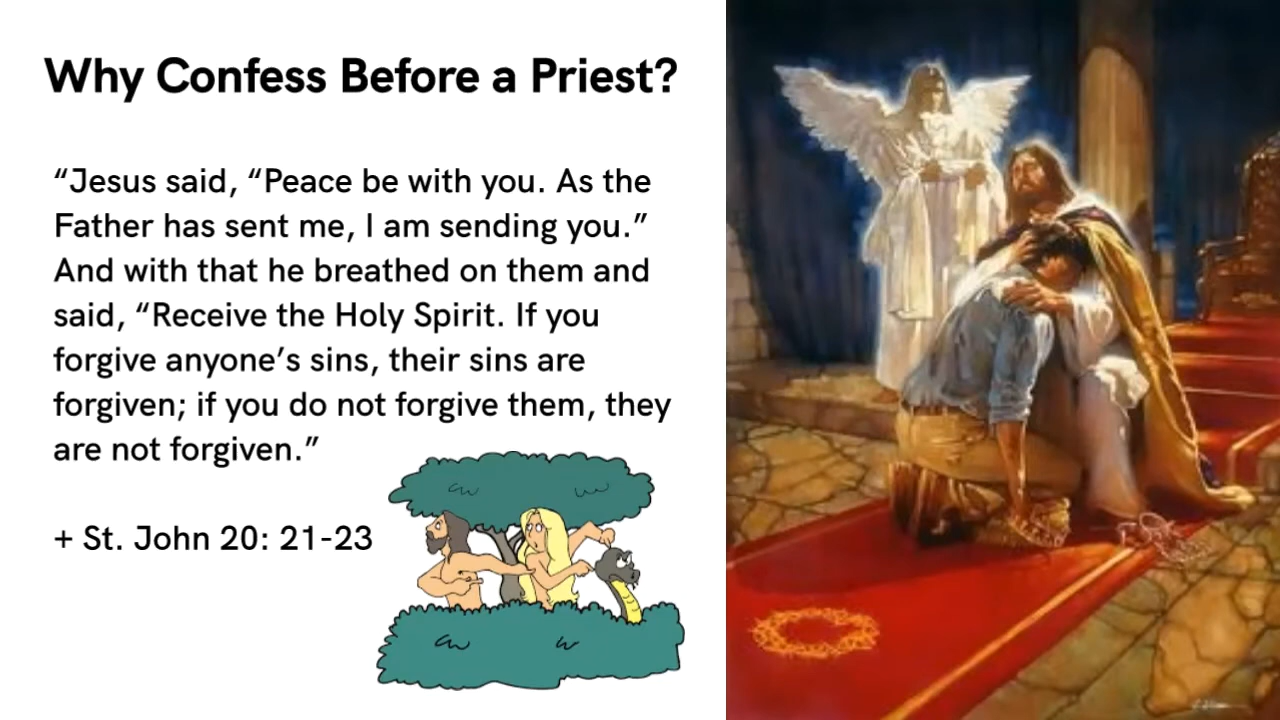 Why Confess Before a Priest?
“Jesus said, “Peace be with you. As the
Father has sent me, I am sending you.”
And with that he breathed on them and
said, “Receive the Holy Spirit. If you
forgive anyone’s sins, their sins are
forgiven; if you do not forgive them, they
are not forgiven.”
+ St. John 20: 21-23